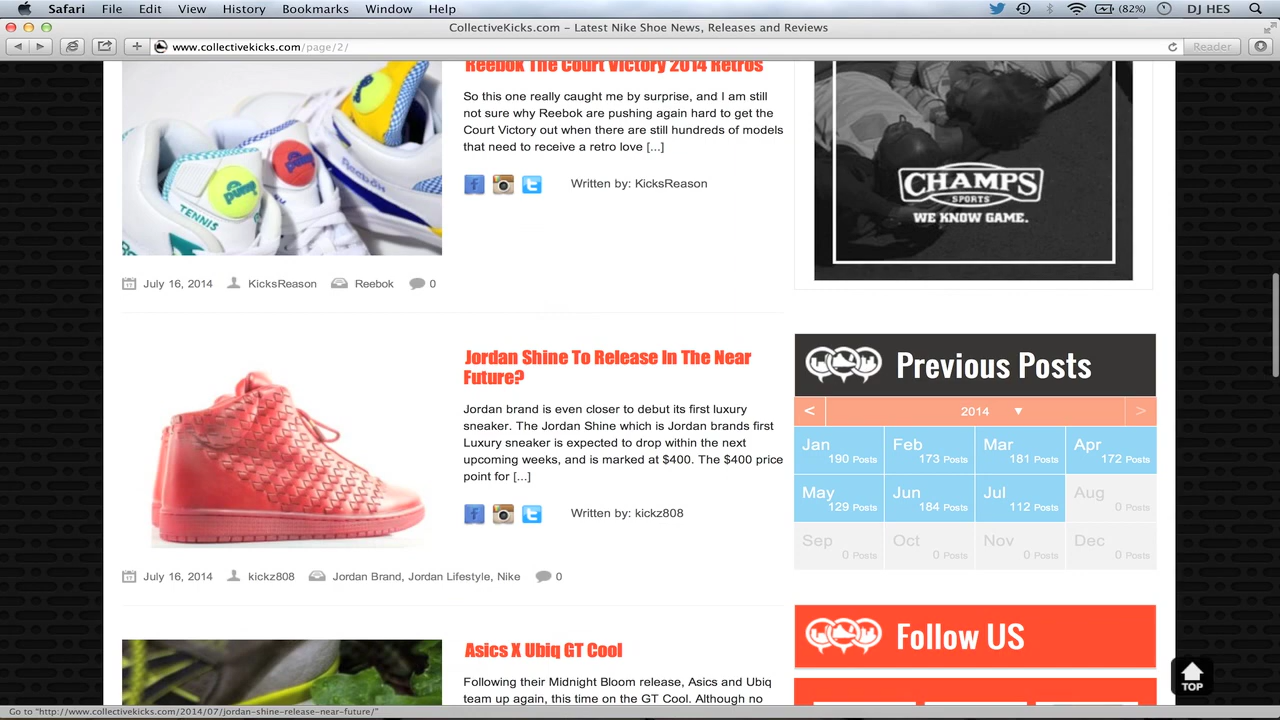 Safari File Edit View History Bookmarks Window Help (82%) DJ HES
CollectiveKicks.com – Latest Nike Shoe News, Releases and Reviews
www.collectivekicks.com/page/2/ Reader
Reebok The Court Victory 2014 Retros
So this one really caught me by surprise, and I am still
not sure why Reebok are pushing again hard to get the
Court Victory out when there are still hundreds of models
that need to receive a retro love [...]
Written by: KicksReason
TENNIS
Reebok
July 16, 2014 KicksReason Reebok 0
Jordan Shine To Release In The Near
Future?
Jordan brand is even closer to debut its first luxury
sneaker. The Jordan Shine which is Jordan brands first
Luxury sneaker is expected to drop within the next
upcoming weeks, and is marked at $400. The $400 price
point for [...]
Written by: kickz808
July 16, 2014 kickz808 Jordan Brand, Jordan Lifestyle, Nike 0
Asics X Ubiq GT Cool
Following their Midnight Bloom release, Asics and Ubiq
team up again, this time on the GT Cool. Although no
CHAMPS
SPORTS
WE KNOW GAME.
Previous Posts
< 2014 ▼ >
Jan 190 Posts Feb 173 Posts Mar 181 Posts Apr 172 Posts
May 129 Posts Jun 184 Posts Jul 112 Posts Aug 0 Posts
Sep 0 Posts Oct 0 Posts Nov 0 Posts Dec 0 Posts
Follow US
TOP
Go to "http://www.collectivekicks.com/2014/07/jordan-shine-release-near-future/"